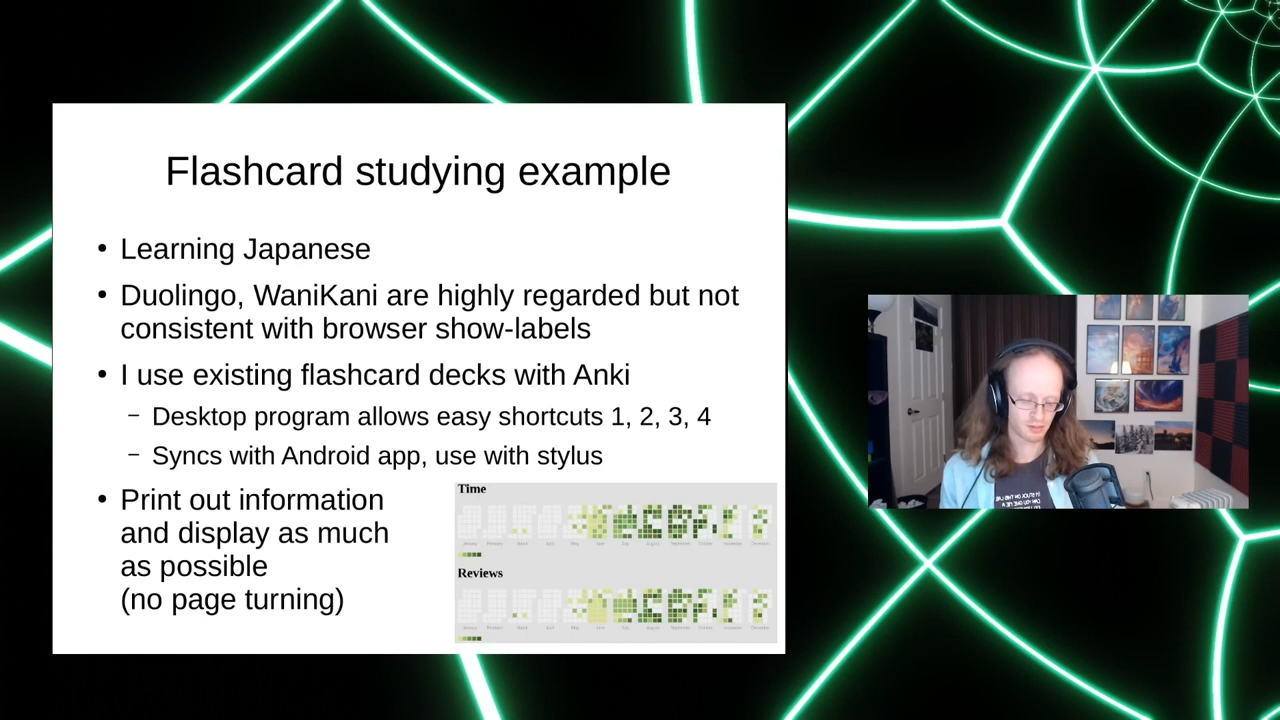 Flashcard studying example
• Learning Japanese
• Duolingo, WaniKani are highly regarded but not
consistent with browser show-labels
• I use existing flashcard decks with Anki
– Desktop program allows easy shortcuts 1, 2, 3, 4
– Syncs with Android app, use with stylus
• Print out information
and display as much
as possible
(no page turning)
Time
Reviews